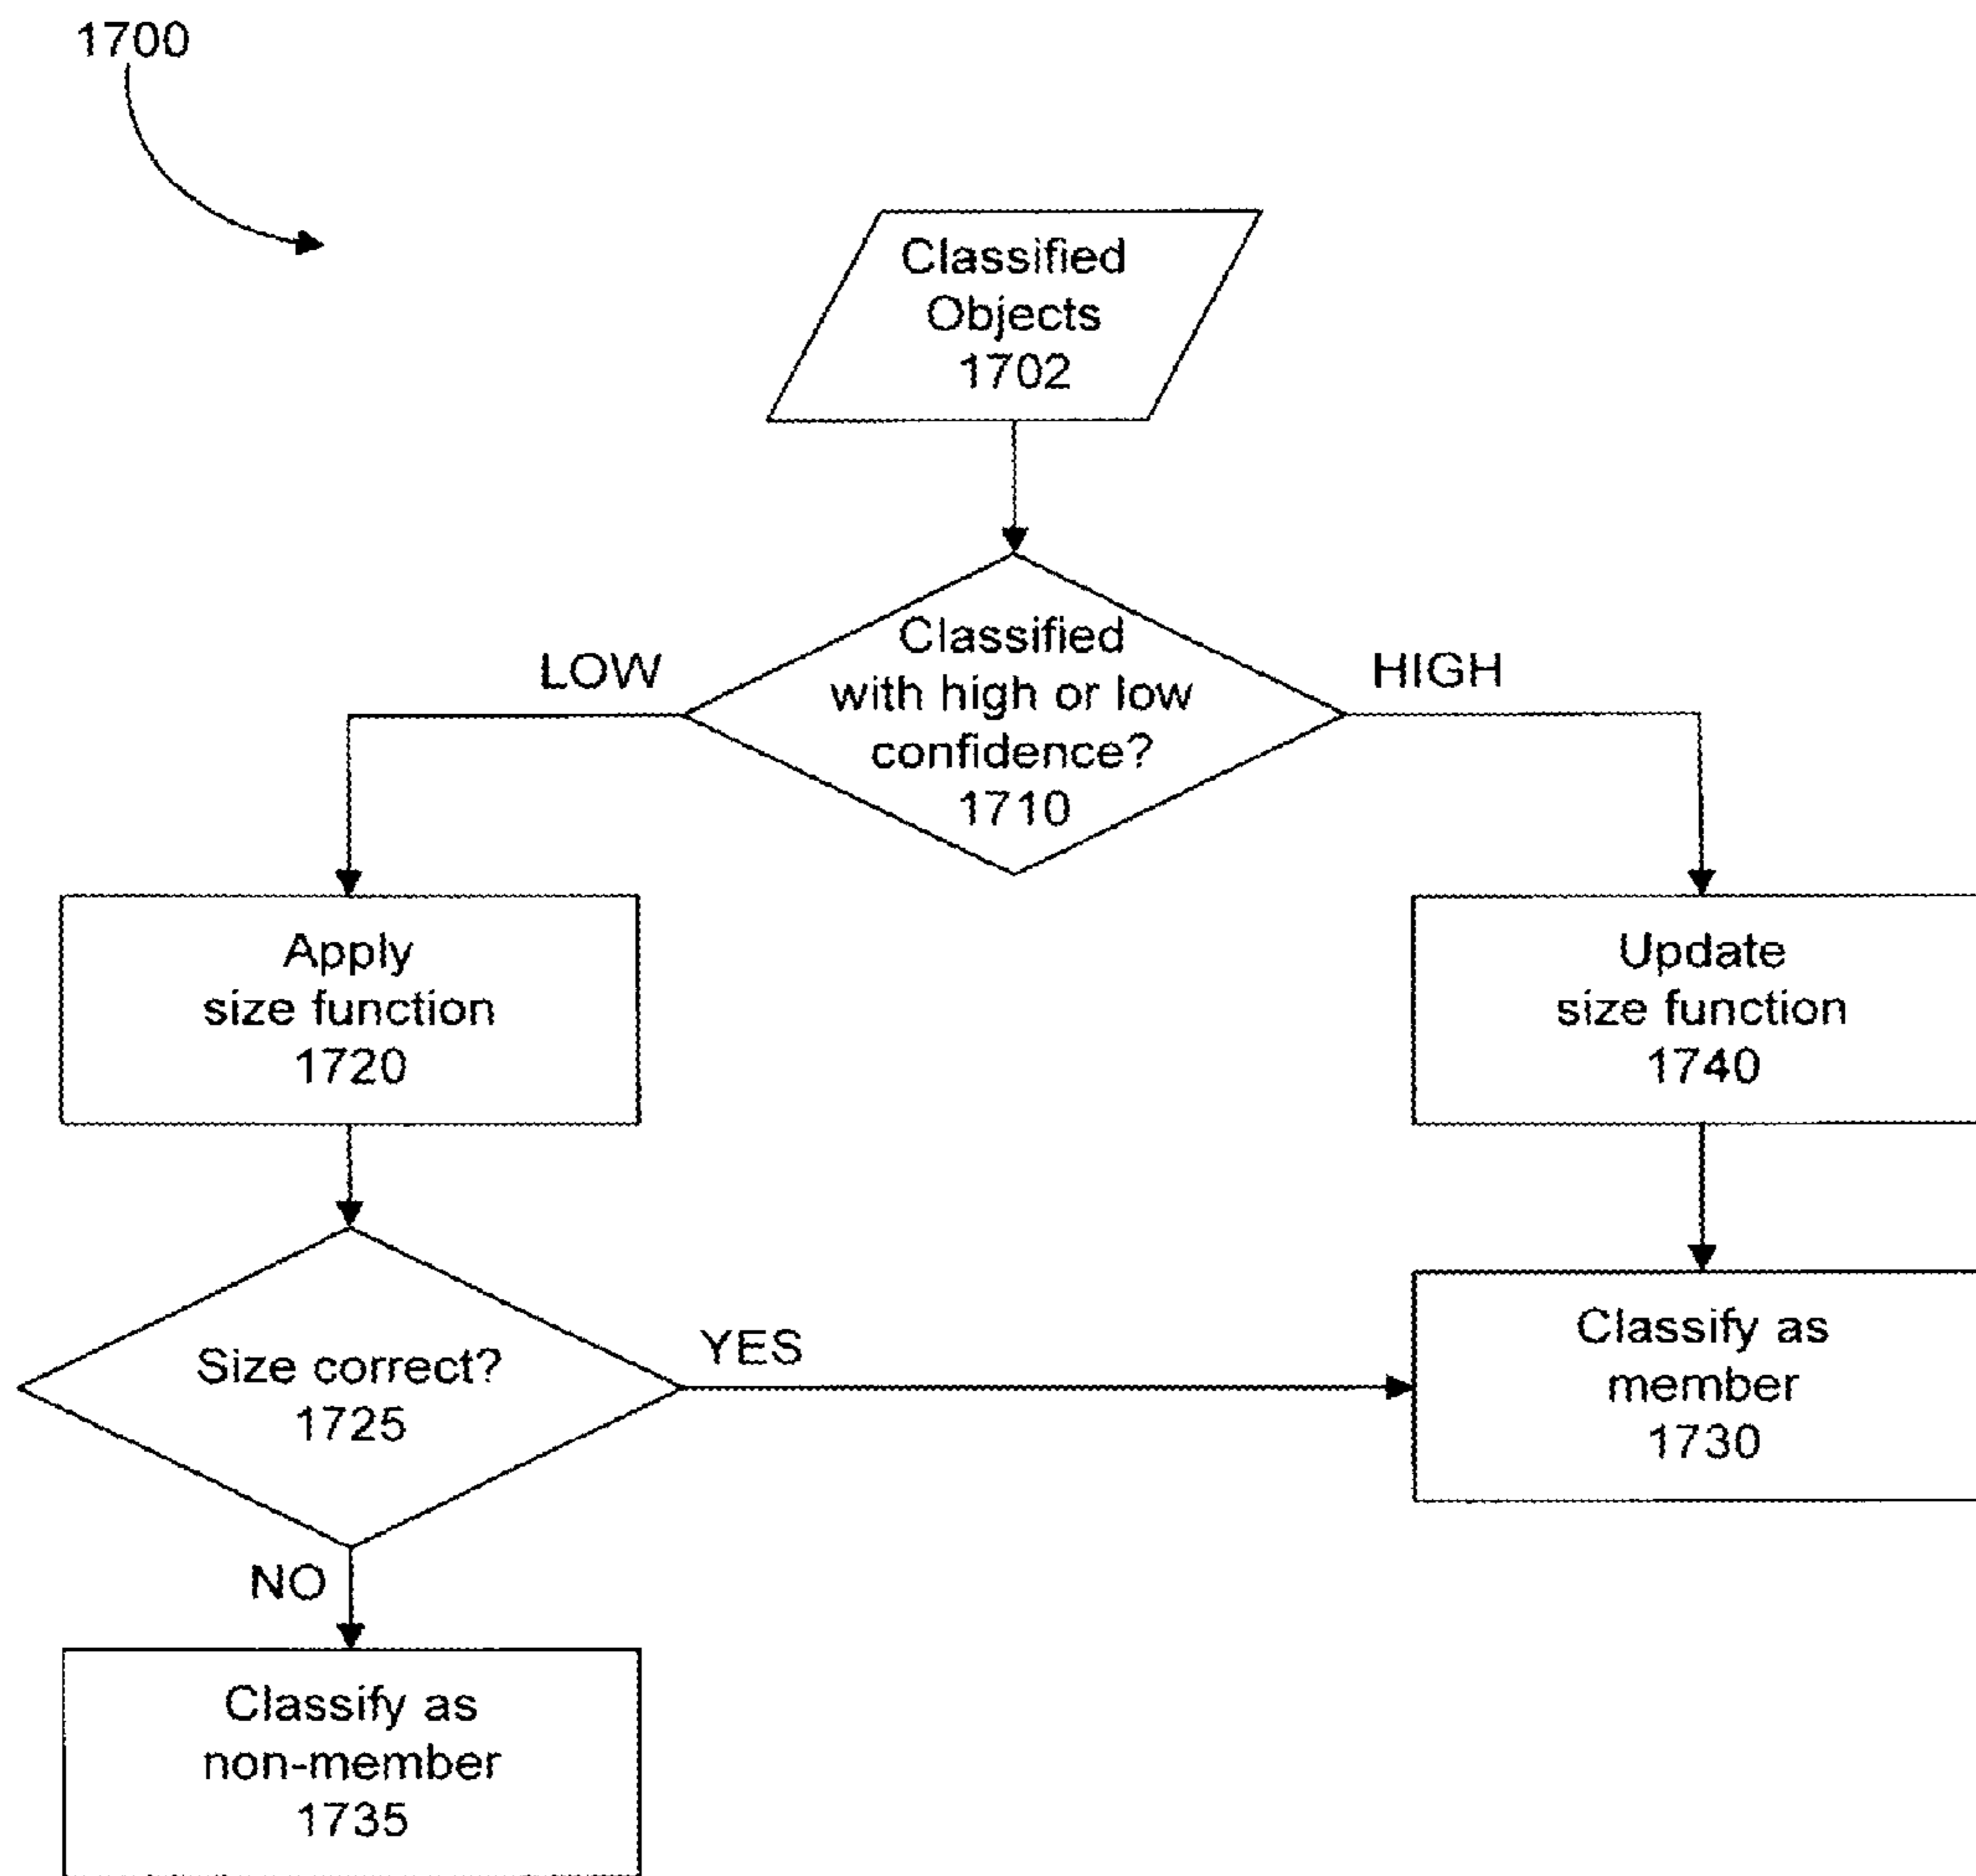 1700
Classified
Objects
1702
Classified
with high or low
confidence?
1710
LOW
HIGH
Apply
size function
1720
Update
size function
1740
Size correct?
1725
YES
Classify as
member
1730
NO
Classify as
non-member
1735